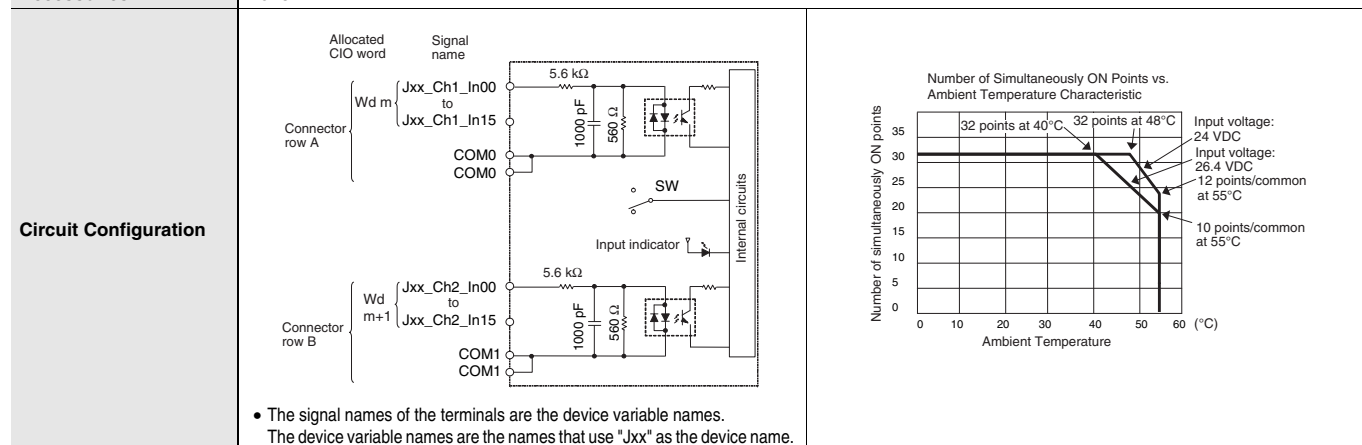 Circuit Configuration
Allocated
CIO word
Signal
name
Connector
row A
Wd m
Jxx_Ch1_In00
to
Jxx_Ch1_In15
COM0
COM0
5.6 kΩ
1000 pF
560 Ω
SW
Input indicator
Internal circuits
Connector
row B
Wd
m+1
Jxx_Ch2_In00
to
Jxx_Ch2_In15
COM1
COM1
5.6 kΩ
1000 pF
560 Ω
• The signal names of the terminals are the device variable names.
The device variable names are the names that use "Jxx" as the device name.
Number of Simultaneously ON Points vs.
Ambient Temperature Characteristic
Number of simultaneously ON points
35
30
25
20
15
10
5
0
32 points at 40°C
32 points at 48°C
Input voltage:
24 VDC
Input voltage:
26.4 VDC
12 points/common
at 55°C
10 points/common
at 55°C
0 10 20 30 40 50 60 (°C)
Ambient Temperature